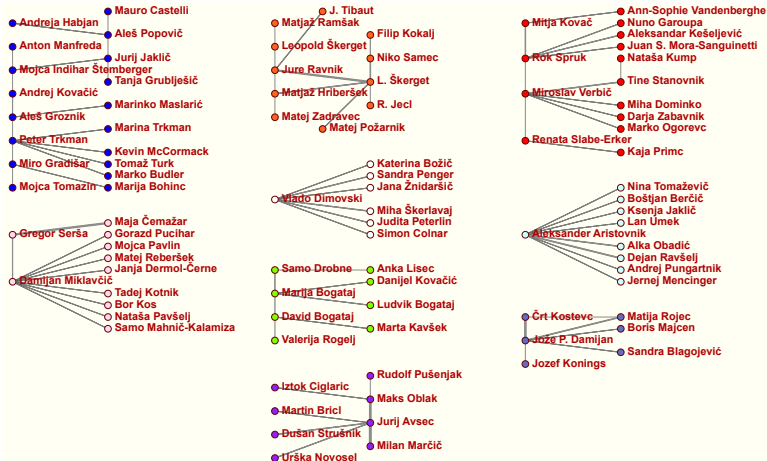 Mauro Castelli
Andreja Habjan
Aleš Popovič
Anton Manfreda
Jurij Jaklič
Mojca Indihar Štemberger
Tanja Grublješič
Andrej Kovačić
Marinko Maslarić
Aleš Groznik
Marina Trkman
Peter Trkman
Kevin McCormack
Tomaž Turk
Miro Gradišar
Marko Budler
Mojca Tomazin
Marija Bohinc
J. Tibaut
Matjaž Ramšak
Filip Kokalj
Leopold Škerget
Niko Samec
Jure Ravnik
L. Škerget
Matjaž Hriberšek
R. Jecl
Matej Zadravec
Matej Požarnik
Ann-Sophie Vandenberghe
Mitja Kovač
Nuno Garoupa
Aleksandar Kešeljević
Juan S. Mora-Sanguinetti
Rok Spruk
Nataša Kump
Tine Stanovnik
Miroslav Verbič
Miha Dominko
Darja Zabavnik
Marko Ogorevc
Renata Slabe-Erker
Kaja Primc
Katerina Božič
Sandra Penger
Jana Žnidaršič
Vlado Dimovski
Miha Škerlavaj
Judita Peterlin
Simon Colnar
Nina Tomaževič
Boštjan Berčič
Ksenja Jaklič
Lan Umek
Aleksander Aristovnik
Alka Obadić
Dejan Ravšelj
Andrej Pungartnik
Jernej Mencinger
Maja Čemažar
Gregor Serša
Gorazd Pucihar
Mojca Pavlin
Matej Reberšek
Janja Dermol-Černe
Damijan Miklavčič
Tadej Kotnik
Bor Kos
Nataša Pavšelj
Samo Mahnič-Kalamiza
Samo Drobne
Anka Lisec
Danijel Kovačić
Marija Bogataj
Ludvik Bogataj
David Bogataj
Marta Kavšek
Valerija Rogelj
Črt Kostevc
Matija Rojec
Boris Majcen
Jože P. Damijan
Sandra Blagojević
Jozef Konings
Rudolf Pušenjak
Iztok Ciglaric
Maks Oblak
Martin Bricl
Jurij Avsec
Dušan Strušnik
Milan Marčič
Urška Novosel